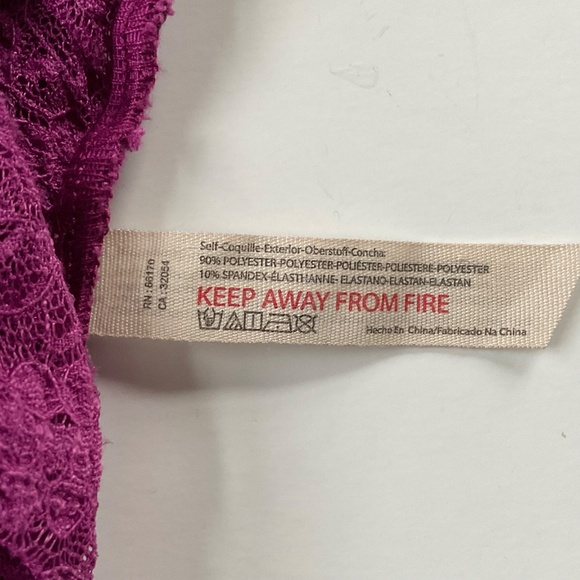 Self-Coquille-Exterior-Oberstoff-Concha:
90% POLYESTER-POLYESTER-POLIÉSTER-POLIESTERE-POLYESTER
10% SPANDEX-ÉLASTHANNE- ELASTANO-ELASTAN-ELASTAN
KEEP AWAY FROM FIRE
Hecho En China/Fabricado Na China
RN : 66170
CA : 32054